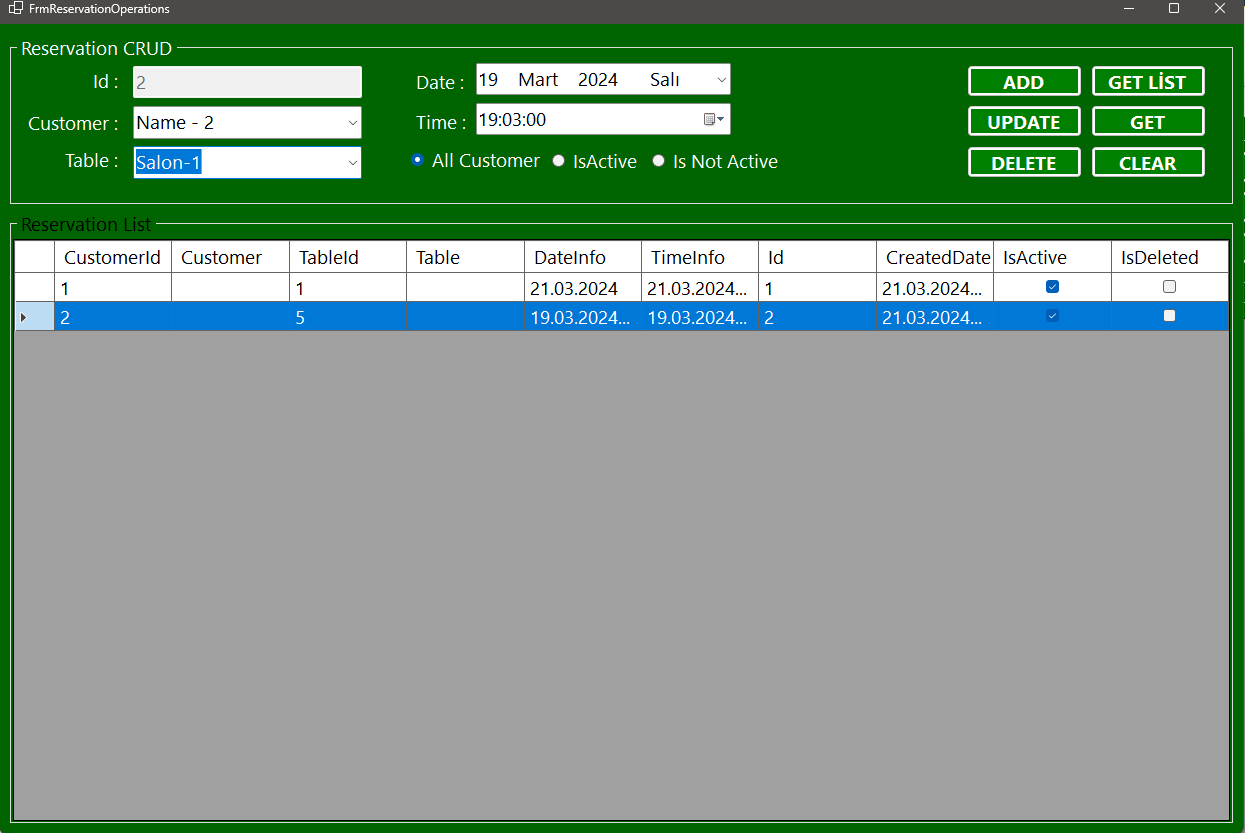 FrmReservationOperations
Reservation CRUD
Id : 2
Customer : Name - 2
Table : Salon-1
Date : 19 Mart 2024 Salı
Time : 19:03:00
All Customer IsActive Is Not Active
ADD GET LİST
UPDATE GET
DELETE CLEAR
Reservation List
CustomerId Customer TableId Table DateInfo TimeInfo Id CreatedDate IsActive IsDeleted
1 1 21.03.2024 21.03.2024... 1 21.03.2024...
2 5 19.03.2024... 19.03.2024... 2 21.03.2024...